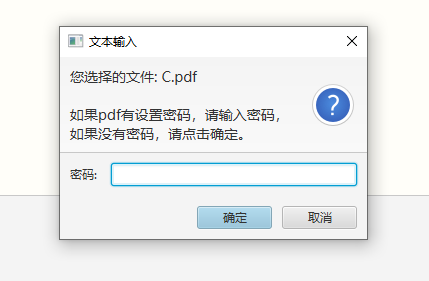 文本输入
您选择的文件: C.pdf
如果pdf有设置密码，请输入密码，
如果没有密码，请点击确定。
密码:
确定
取消